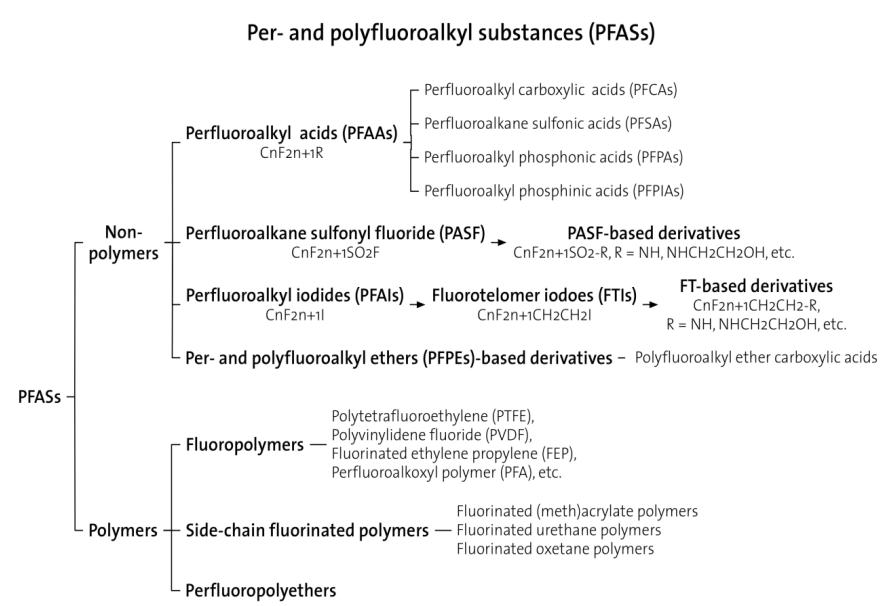 Per- and polyfluoroalkyl substances (PFASs)
Perfluoroalkyl carboxylic acids (PFCAs)
Perfluoroalkyl acids (PFAAs)
CnF2n+1R
Perfluoroalkane sulfonic acids (PFSAs)
Perfluoroalkyl phosphonic acids (PFPAs)
Perfluoroalkyl phosphinic acids (PFPIAs)
Non-
polymers
Perfluoroalkane sulfonyl fluoride (PASF)
CnF2n+1SO2F
PASF-based derivatives
CnF2n+1SO2-R, R = NH, NHCH2CH2OH, etc.
Perfluoroalkyl iodides (PFAIs)
CnF2n+1I
Fluorotelomer iodoes (FTIs)
CnF2n+1CH2CH2I
FT-based derivatives
CnF2n+1CH2CH2-R,
R = NH, NHCH2CH2OH, etc.
Per- and polyfluoroalkyl ethers (PFPEs)-based derivatives – Polyfluoroalkyl ether carboxylic acids
PFASs
Polymers
Fluoropolymers
Polytetrafluoroethylene (PTFE),
Polyvinylidene fluoride (PVDF),
Fluorinated ethylene propylene (FEP),
Perfluoroalkoxyl polymer (PFA), etc.
Side-chain fluorinated polymers
Fluorinated (meth)acrylate polymers
Fluorinated urethane polymers
Fluorinated oxetane polymers
Perfluoropolyethers